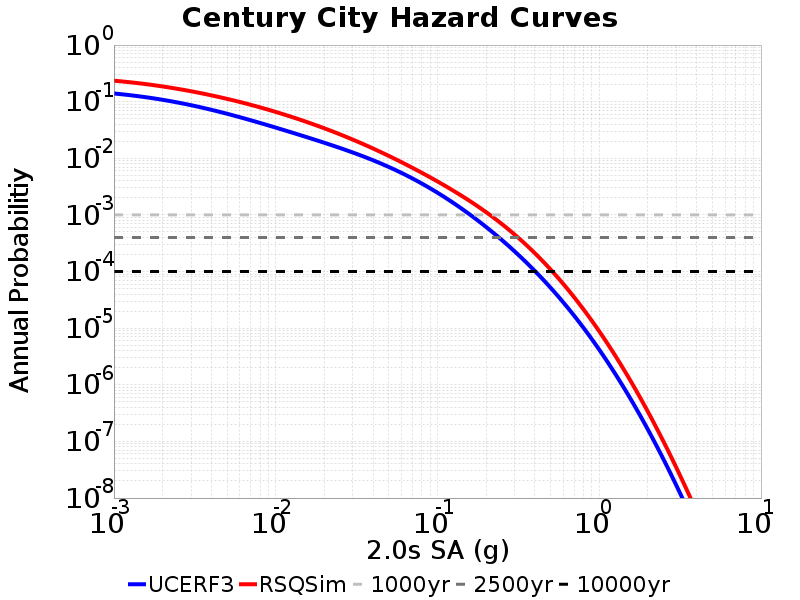 Century City Hazard Curves
Annual Probabilitiy
10^0
10^-1
10^-2
10^-3
10^-4
10^-5
10^-6
10^-7
10^-8
10^-3 10^-2 10^-1 10^0 10^1
2.0s SA (g)
UCERF3 RSQSim 1000yr 2500yr 10000yr